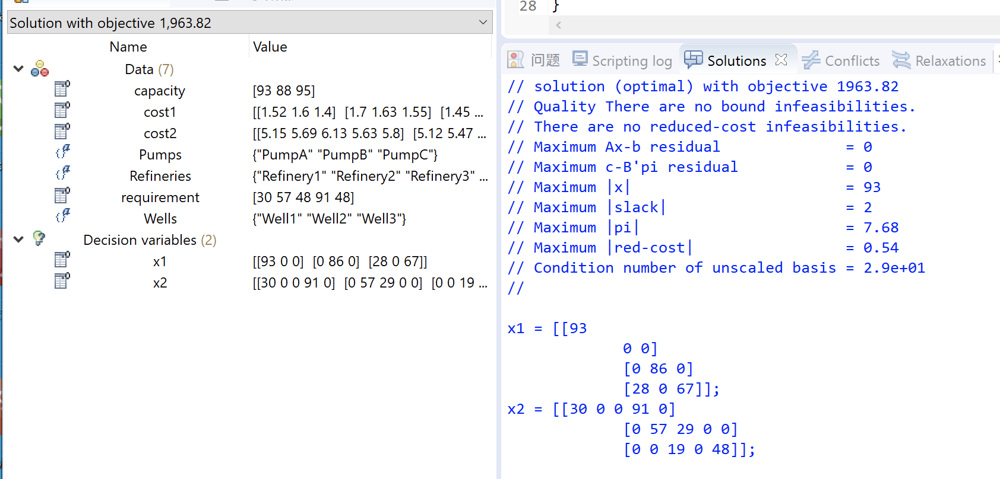 Solution with objective 1,963.82
Name Value
Data (7)
capacity [93 88 95]
cost1 [[1.52 1.6 1.4] [1.7 1.63 1.55] [1.45 ...
cost2 [[5.15 5.69 6.13 5.63 5.8] [5.12 5.47 ...
Pumps {"PumpA" "PumpB" "PumpC"}
Refineries {"Refinery1" "Refinery2" "Refinery3" ...
requirement [30 57 48 91 48]
Wells {"Well1" "Well2" "Well3"}
Decision variables (2)
x1 [[93 0 0] [0 86 0] [28 0 67]]
x2 [[30 0 0 91 0] [0 57 29 0 0] [0 0 19 ...
28 }
问题 Scripting log Solutions Conflicts Relaxations
// solution (optimal) with objective 1963.82
// Quality There are no bound infeasibilities.
// There are no reduced-cost infeasibilities.
// Maximum Ax-b residual = 0
// Maximum c-B'pi residual = 0
// Maximum |x| = 93
// Maximum |slack| = 2
// Maximum |pi| = 7.68
// Maximum |red-cost| = 0.54
// Condition number of unscaled basis = 2.9e+01
//
x1 = [[93
0 0]
[0 86 0]
[28 0 67]];
x2 = [[30 0 0 91 0]
[0 57 29 0 0]
[0 0 19 0 48]];